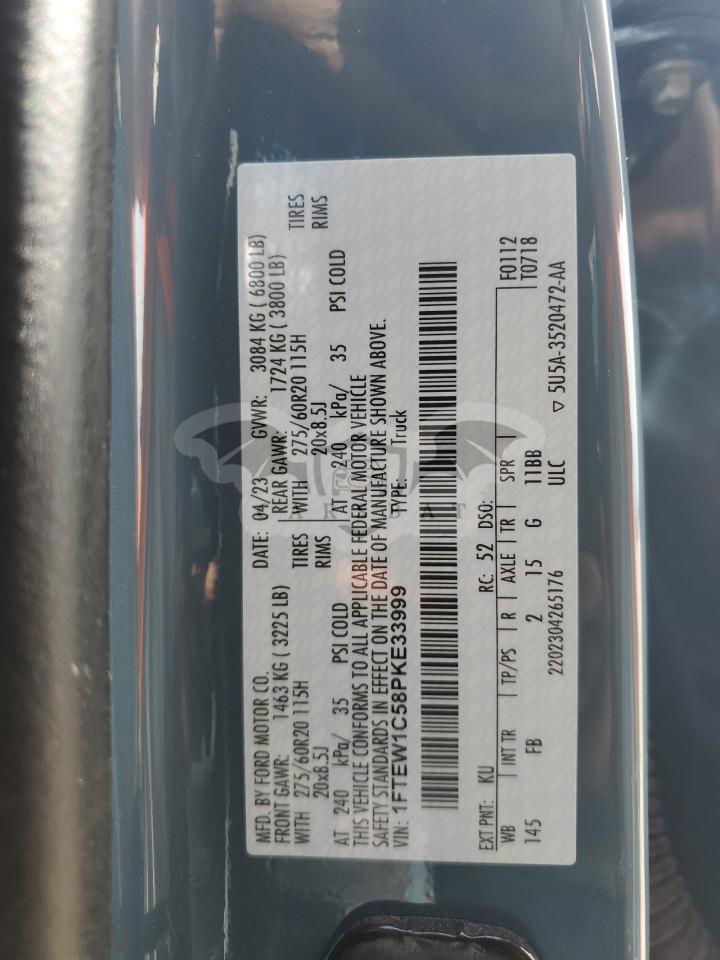 MFD. BY FORD MOTOR CO.
DATE: 04/23 GVWR: 3084 KG ( 6800 LB)
FRONT GAWR: 1463 KG ( 3225 LB)
REAR GAWR: 1724 KG ( 3800 LB)
WITH 275/60R20 115H TIRES
WITH 275/60R20 115H TIRES
20x8.5J RIMS
20x8.5J RIMS
AT 240 kPa/ 35 PSI COLD
AT 240 kPa/ 35 PSI COLD
THIS VEHICLE CONFORMS TO ALL APPLICABLE FEDERAL MOTOR VEHICLE
SAFETY STANDARDS IN EFFECT ON THE DATE OF MANUFACTURE SHOWN ABOVE.
VIN: 1FTEW1C58PKE33999 TYPE: Truck
EXT PNT: KU RC: 52 DSO:
WB INT TR TP/PS R AXLE TR SPR F0112
145 FB 2 15 G 11BB T0718
2202304265176 ULC
▽ 5U5A-3520472-AA